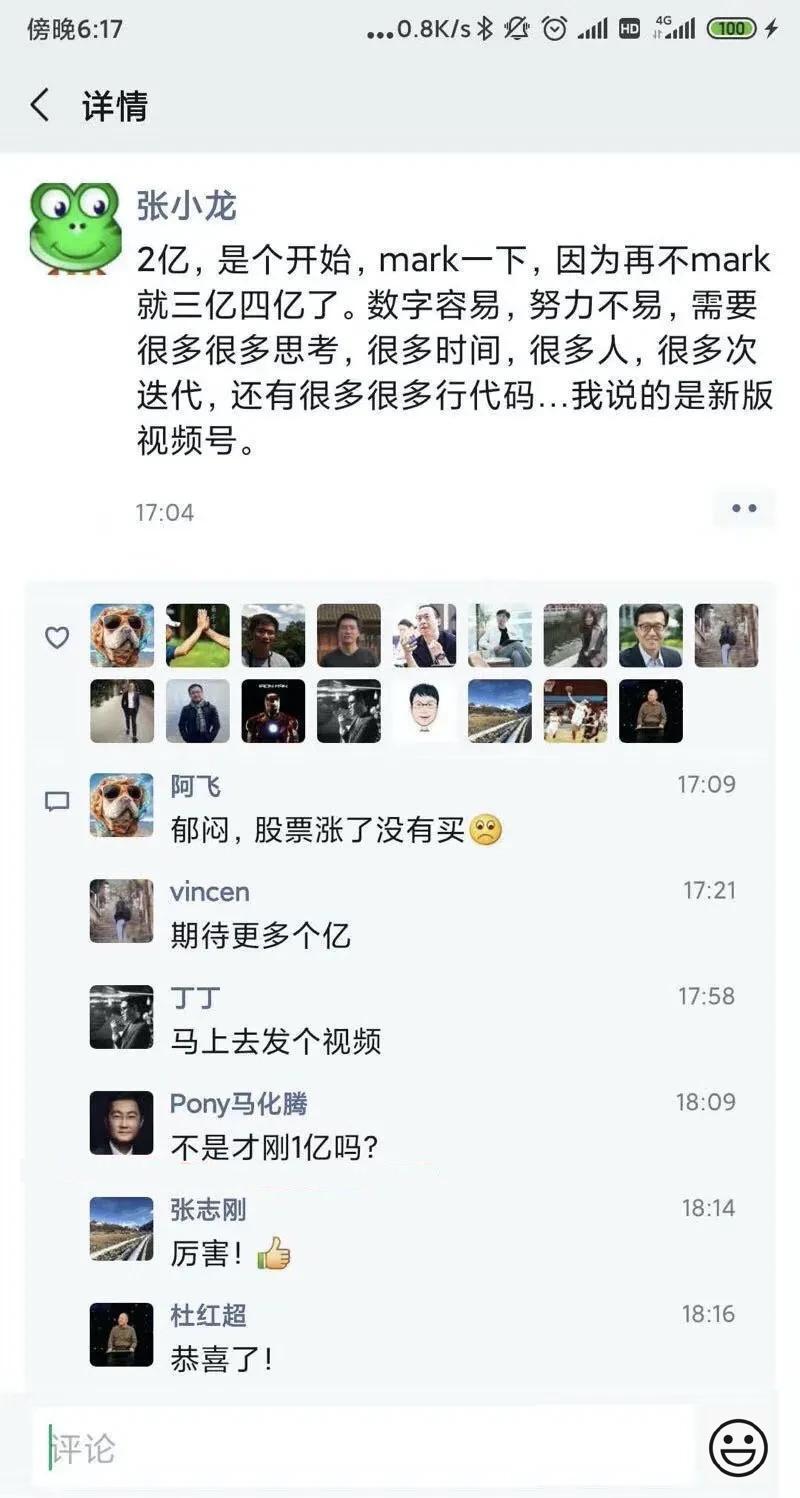 傍晚6:17
...0.8K/s
HD
4G
100
详情
张小龙
2亿，是个开始，mark一下，因为再不mark
就三亿四亿了。数字容易，努力不易，需要
很多很多思考，很多时间，很多人，很多次
迭代，还有很多很多行代码...我说的是新版
视频号。
17:04
IRON MAN
阿飞
17:09
郁闷，股票涨了没有买
vincen
17:21
期待更多个亿
丁丁
17:58
马上去发个视频
Pony马化腾
18:09
不是才刚1亿吗?
张志刚
18:14
厉害！
杜红超
18:16
恭喜了！
评论